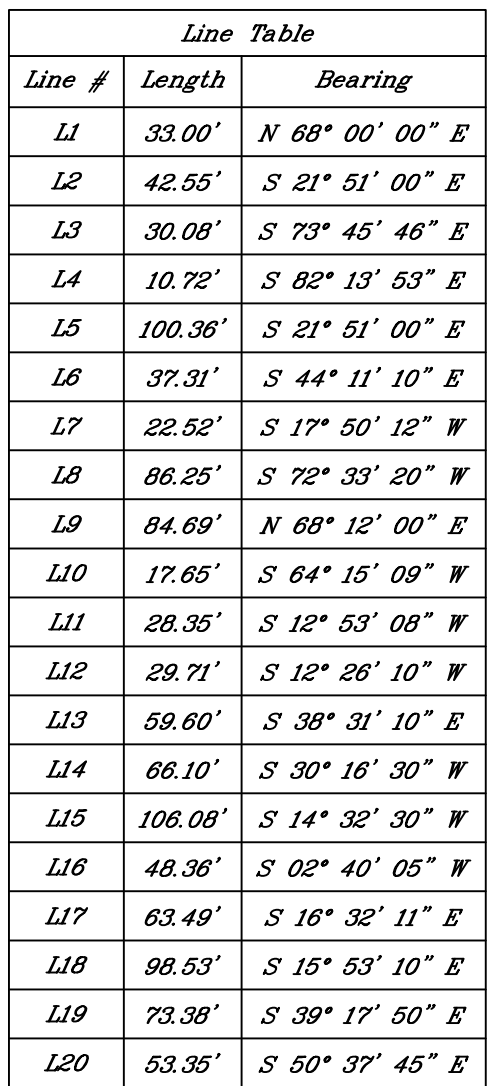 Line Table
Line # Length Bearing
L1 33.00' N 68° 00' 00" E
L2 42.55' S 21° 51' 00" E
L3 30.08' S 73° 45' 46" E
L4 10.72' S 82° 13' 53" E
L5 100.36' S 21° 51' 00" E
L6 37.31' S 44° 11' 10" E
L7 22.52' S 17° 50' 12" W
L8 86.25' S 72° 33' 20" W
L9 84.69' N 68° 12' 00" E
L10 17.65' S 64° 15' 09" W
L11 28.35' S 12° 53' 08" W
L12 29.71' S 12° 26' 10" W
L13 59.60' S 38° 31' 10" E
L14 66.10' S 30° 16' 30" W
L15 106.08' S 14° 32' 30" W
L16 48.36' S 02° 40' 05" W
L17 63.49' S 16° 32' 11" E
L18 98.53' S 15° 53' 10" E
L19 73.38' S 39° 17' 50" E
L20 53.35' S 50° 37' 45" E